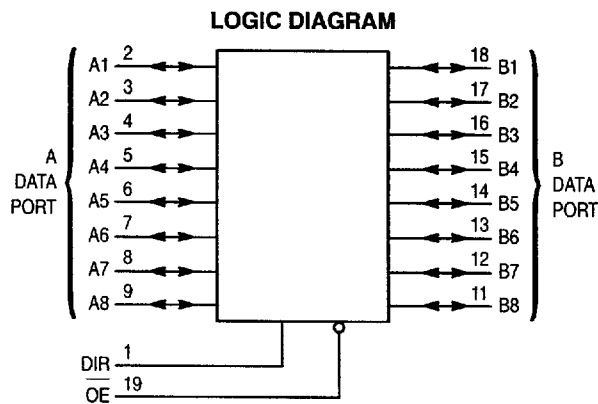 LOGIC DIAGRAM
A1 2
A2 3
A3 4
A4 5
A5 6
A6 7
A7 8
A8 9
A
DATA
PORT
18 B1
17 B2
16 B3
15 B4
14 B5
13 B6
12 B7
11 B8
B
DATA
PORT
DIR 1
OE 19